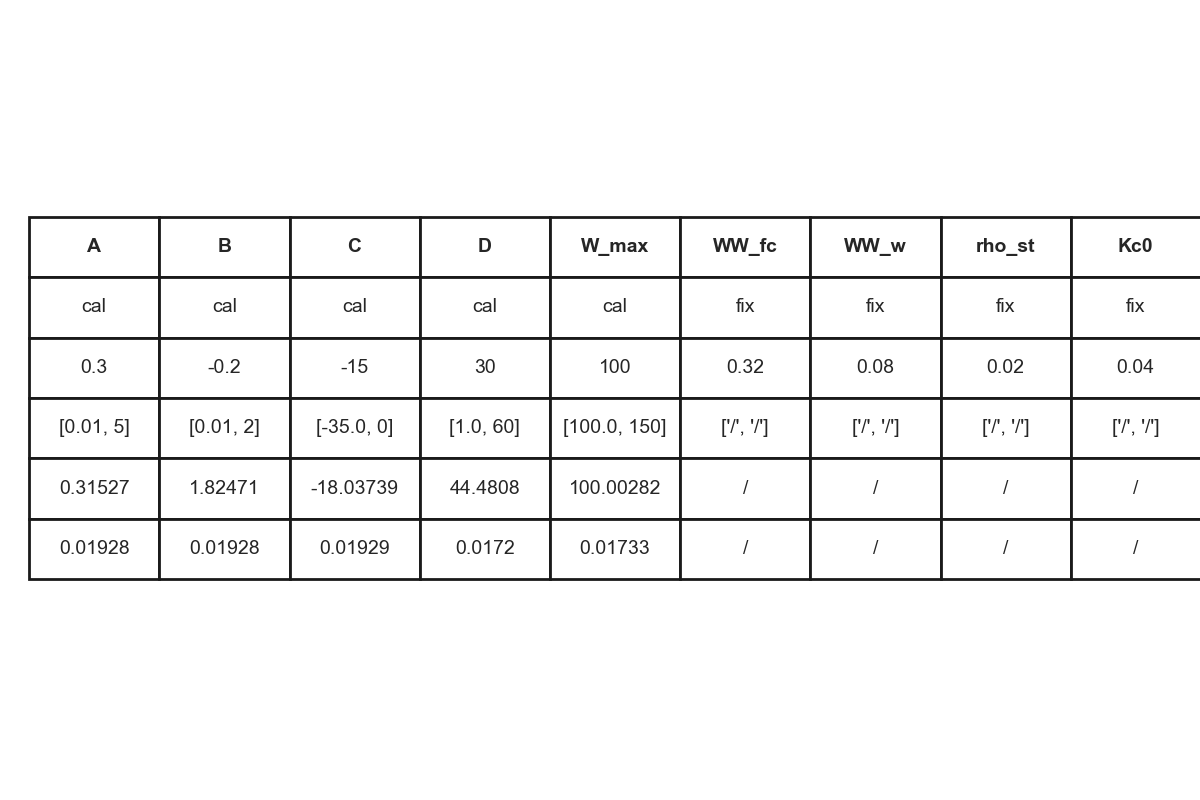 A B C D W_max WW_fc WW_w rho_st Kc0
cal cal cal cal cal fix fix fix fix
0.3 -0.2 -15 30 100 0.32 0.08 0.02 0.04
[0.01, 5] [0.01, 2] [-35.0, 0] [1.0, 60] [100.0, 150] ['/', '/'] ['/', '/'] ['/', '/'] ['/', '/']
0.31527 1.82471 -18.03739 44.4808 100.00282 / / / /
0.01928 0.01928 0.01929 0.0172 0.01733 / / / /